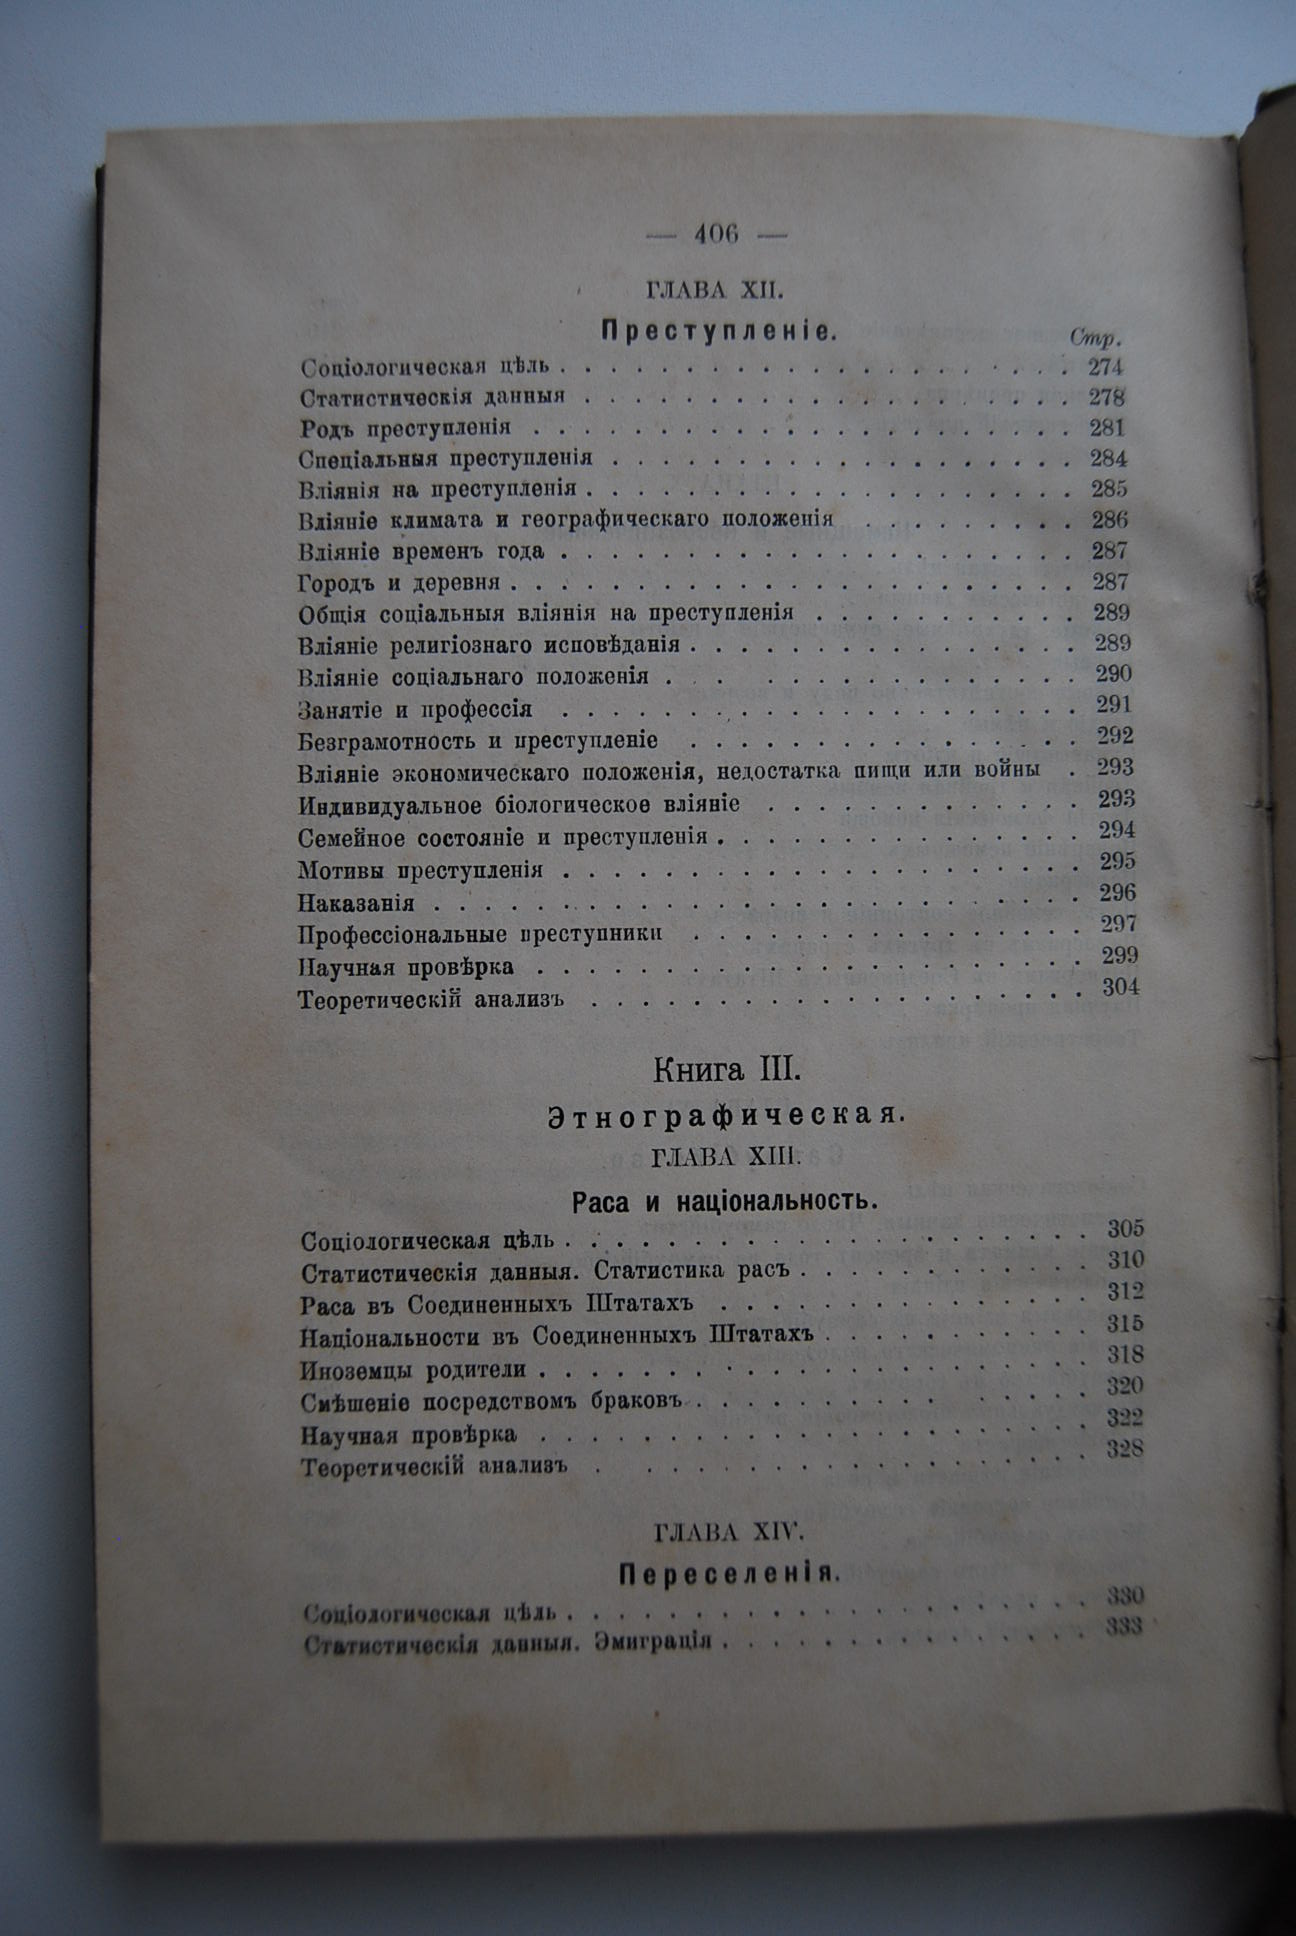 — 406 —
ГЛАВА XII.
Преступленіе.
Стр.
Соціологическая цѣль . . . . . . . . . . . . . . . . . . . . 274
Статистическія данныя . . . . . . . . . . . . . . . . . . . 278
Родъ преступленія . . . . . . . . . . . . . . . . . . . . . 281
Спеціальныя преступленія . . . . . . . . . . . . . . . . . . 284
Вліянія на преступленія . . . . . . . . . . . . . . . . . . . 285
Вліяніе климата и географическаго положенія . . . . . . . . . 286
Вліяніе временъ года . . . . . . . . . . . . . . . . . . . . 287
Городъ и деревня . . . . . . . . . . . . . . . . . . . . . . 287
Общія соціальныя вліянія на преступленія . . . . . . . . . . . 289
Вліяніе религіознаго исповѣданія . . . . . . . . . . . . . . . 289
Вліяніе соціальнаго положенія . . . . . . . . . . . . . . . . 290
Занятіе и профессія . . . . . . . . . . . . . . . . . . . . 291
Безграмотность и преступленіе . . . . . . . . . . . . . . . 292
Вліяніе экономическаго положенія, недостатка пищи или войны . 293
Индивидуальное біологическое вліяніе . . . . . . . . . . . . 293
Семейное состояніе и преступленія . . . . . . . . . . . . . . 294
Мотивы преступленія . . . . . . . . . . . . . . . . . . . . 295
Наказанія . . . . . . . . . . . . . . . . . . . . . . . . . 296
Профессіональные преступники . . . . . . . . . . . . . . . 297
Научная провѣрка . . . . . . . . . . . . . . . . . . . . . 299
Теоретическій анализъ . . . . . . . . . . . . . . . . . . . 304
Книга III.
Этнографическая.
ГЛАВА XIII.
Раса и національность.
Соціологическая цѣль . . . . . . . . . . . . . . . . . . . . 305
Статистическія данныя. Статистика расъ . . . . . . . . . . . 310
Раса въ Соединенныхъ Штатахъ . . . . . . . . . . . . . . 312
Національности въ Соединенныхъ Штатахъ . . . . . . . . . . 315
Иноземцы родители . . . . . . . . . . . . . . . . . . . . . 318
Смѣшеніе посредствомъ браковъ . . . . . . . . . . . . . . . 320
Научная провѣрка . . . . . . . . . . . . . . . . . . . . . 322
Теоретическій анализъ . . . . . . . . . . . . . . . . . . . 328
ГЛАВА XIV.
Переселенія.
Соціологическая цѣль . . . . . . . . . . . . . . . . . . . . 330
Статистическія данныя. Эмиграція . . . . . . . . . . . . . . 333